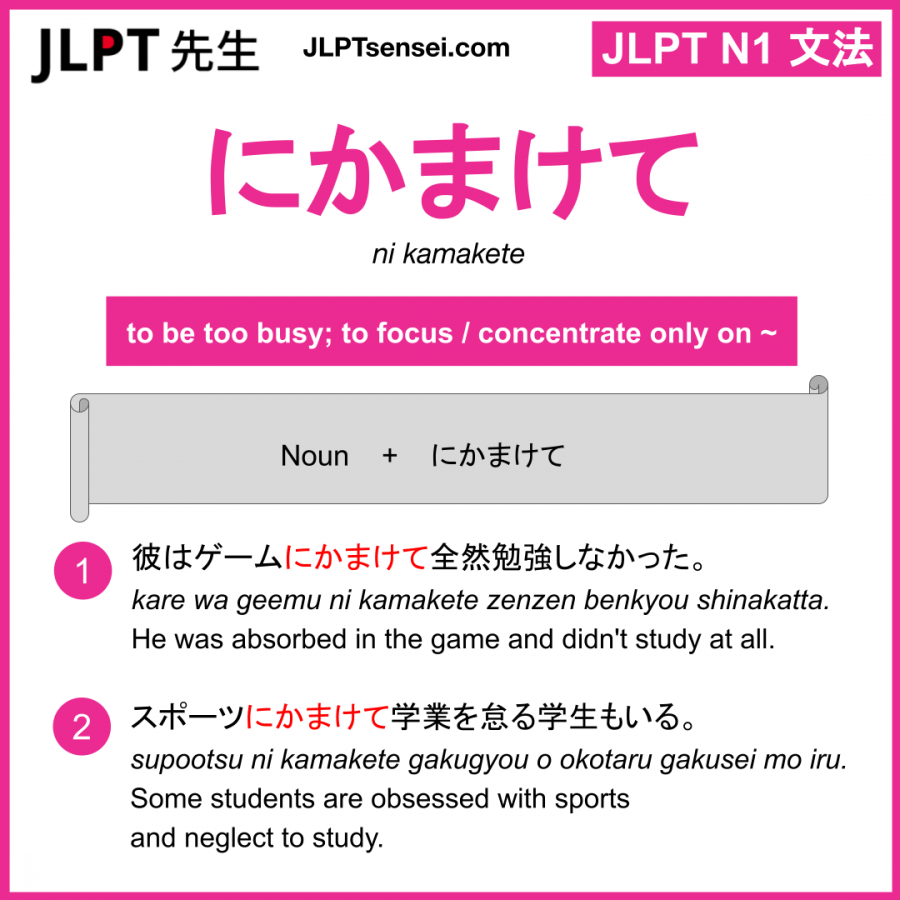 JLPT 先生
JLPTsensei.com
JLPT N1 文法
にかまけて
ni kamakete
to be too busy; to focus / concentrate only on ~
Noun + にかまけて
1 彼はゲームにかまけて全然勉強しなかった。
kare wa geemu ni kamakete zenzen benkyou shinakatta.
He was absorbed in the game and didn't study at all.
2 スポーツにかまけて学業を怠る学生もいる。
supootsu ni kamakete gakugyou o okotaru gakusei mo iru.
Some students are obsessed with sports
and neglect to study.